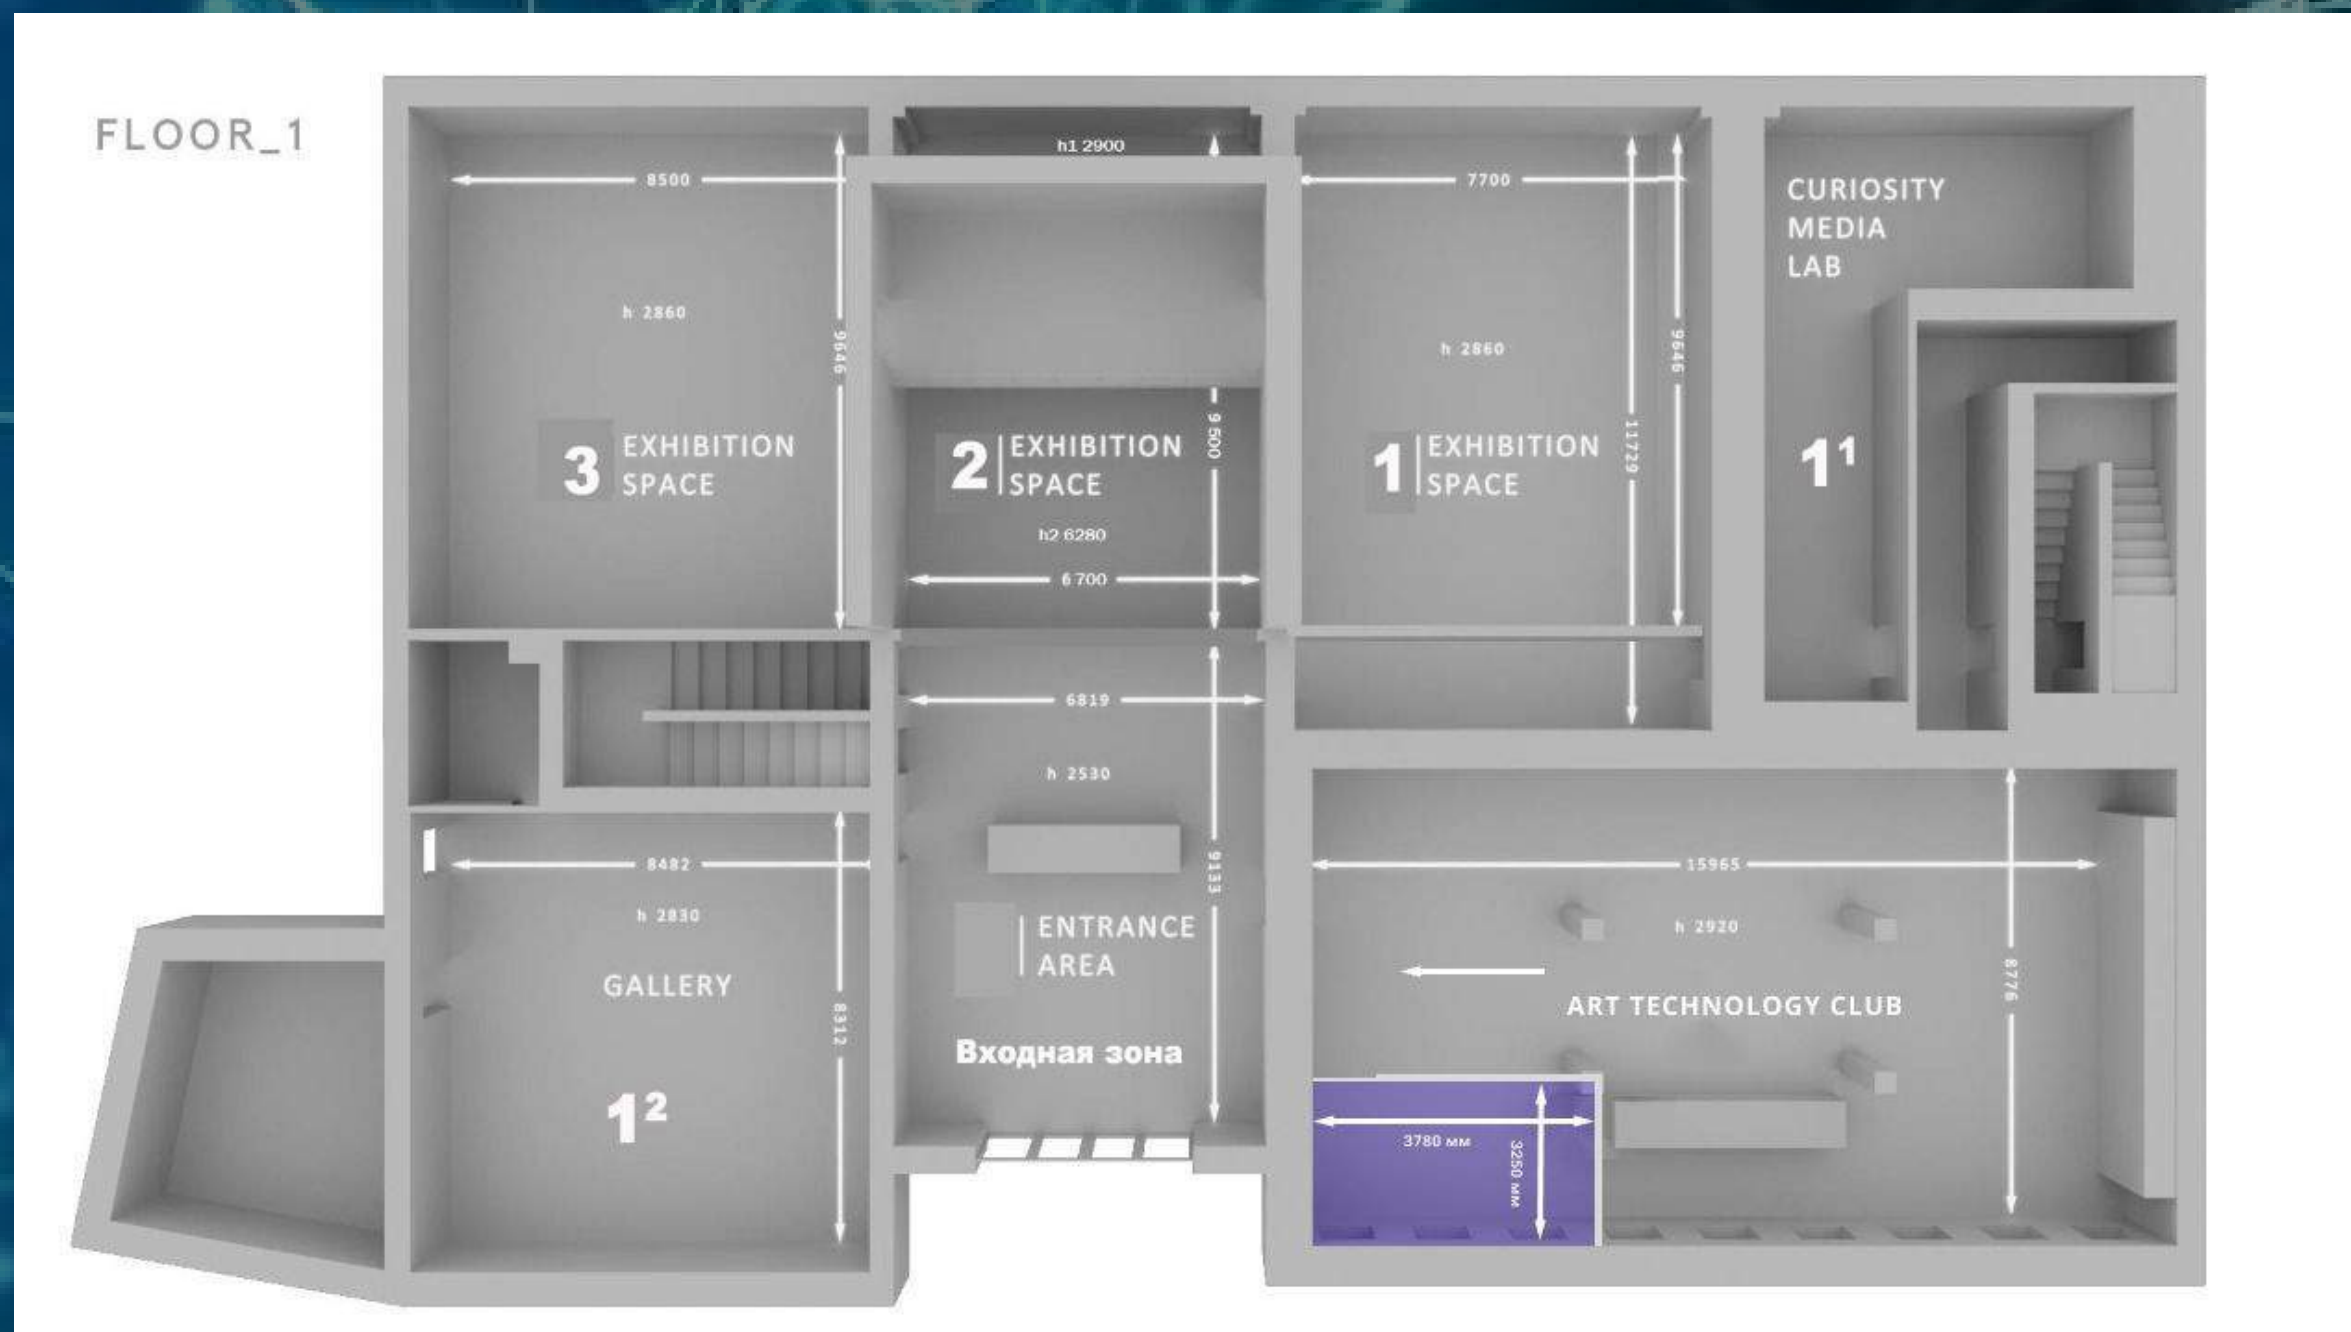 FLOOR_1
h1 2900
8500
7700
CURIOSITY
MEDIA
LAB
h 2860
9646
h 2860
9646
3 EXHIBITION
SPACE
2 EXHIBITION
SPACE
9 500
1 EXHIBITION
SPACE
11729
1¹
h2 6280
6 700
6819
h 2530
8482
9133
15965
h 2830
h 2920
ENTRANCE
AREA
GALLERY
8312
8776
ART TECHNOLOGY CLUB
Входная зона
1²
3780 мм
3250 мм